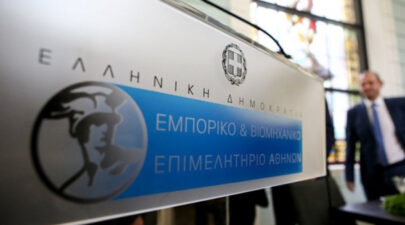 ΕΛΛΗΝΙΚΗ ΔΗΜΟΚΡΑΤΙΑ
ΕΜΠΟΡΙΚΟ & ΒΙΟΜΗΧΑΝΙΚΟ
ΕΠΙΜΕΛΗΤΗΡΙΟ ΑΘΗΝΩΝ